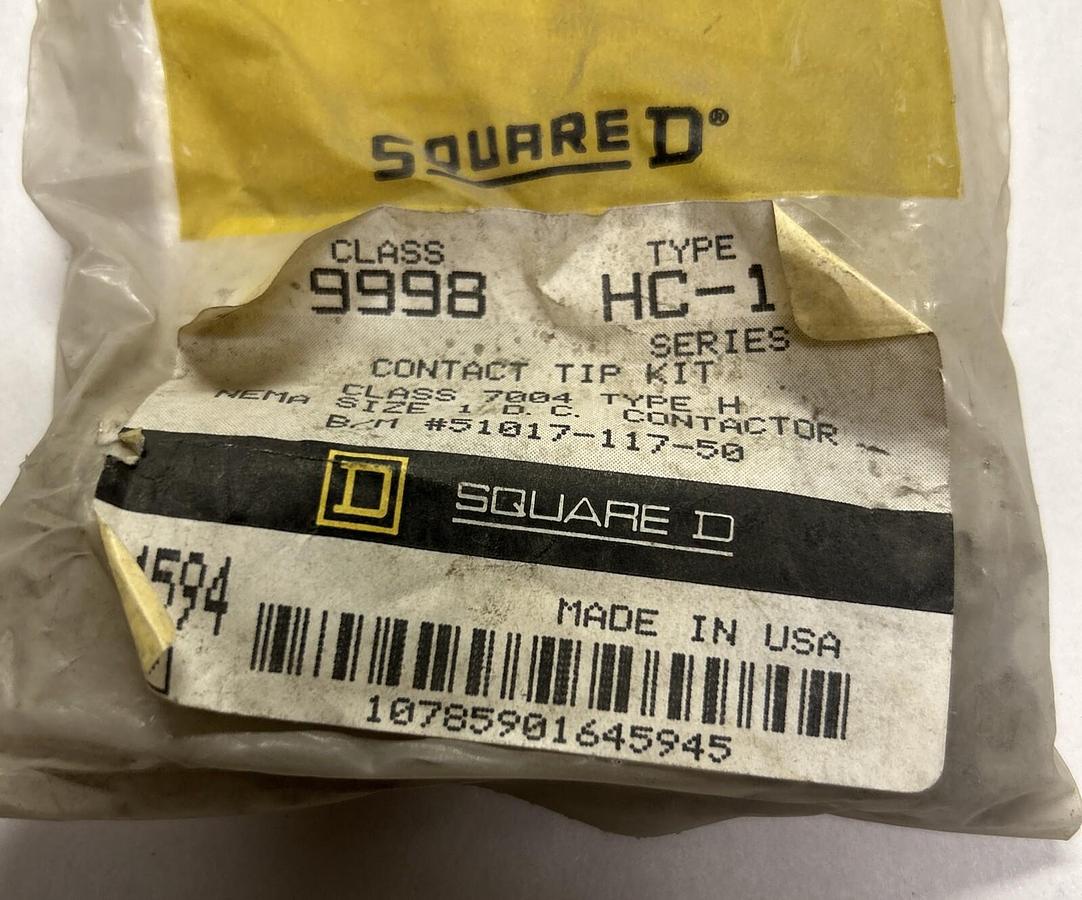 SQUARE D®
CLASS TYPE
9998 HC-1
SERIES
CONTACT TIP KIT
CLASS 7004 TYPE H
NEMA SIZE 1 D.C. CONTACTOR
B/M #51017-117-50
D SQUARE D
MADE IN USA
10785901645945